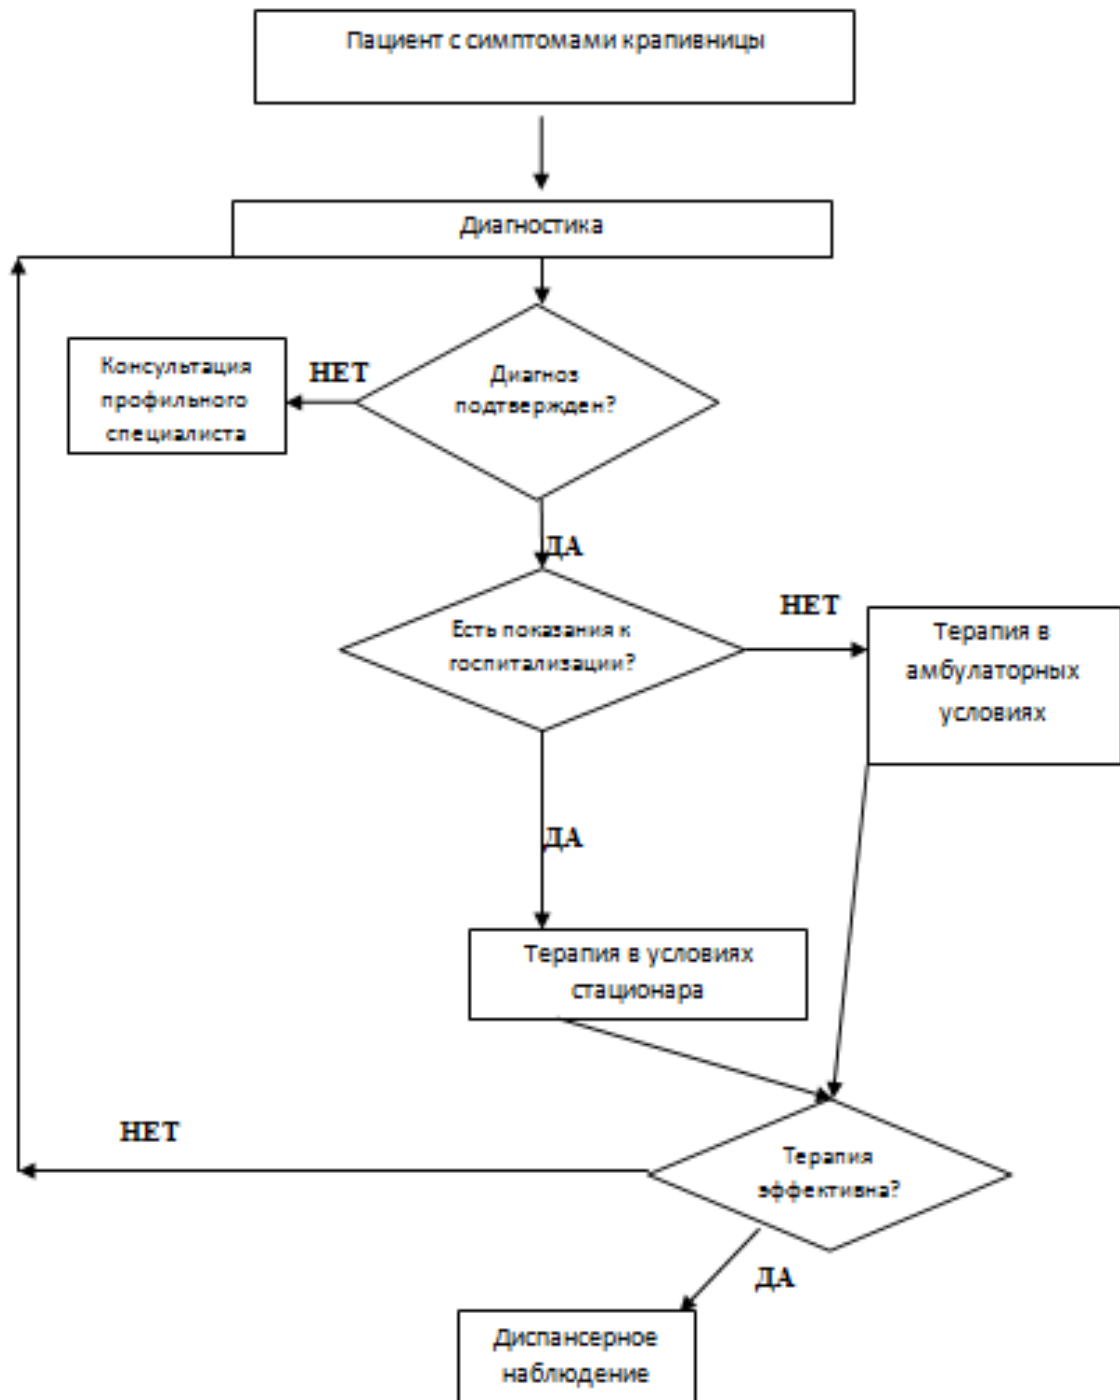 Пациент с симптомами крапивницы
Диагностика
Консультация
профильного
специалиста
НЕТ
Диагноз
подтвержден?
ДА
Есть показания к
госпитализации?
НЕТ
Терапия в
амбулаторных
условиях
ДА
Терапия в условиях
стационара
НЕТ
Терапия
эффективна?
ДА
Диспансерное
наблюдение